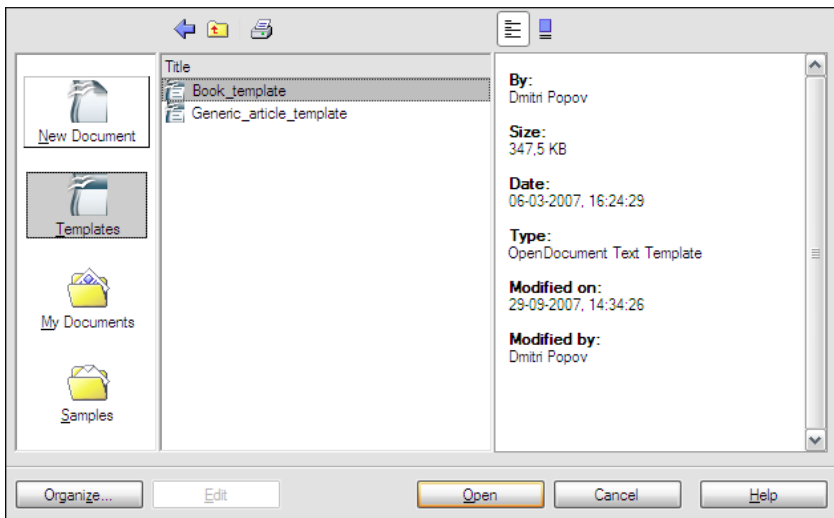 New Document
Templates
My Documents
Samples
Title
Book_template
Generic_article_template
By:
Dmitri Popov
Size:
347,5 KB
Date:
06-03-2007, 16:24:29
Type:
OpenDocument Text Template
Modified on:
29-09-2007, 14:34:26
Modified by:
Dmitri Popov
Organize...
Edit
Open
Cancel
Help